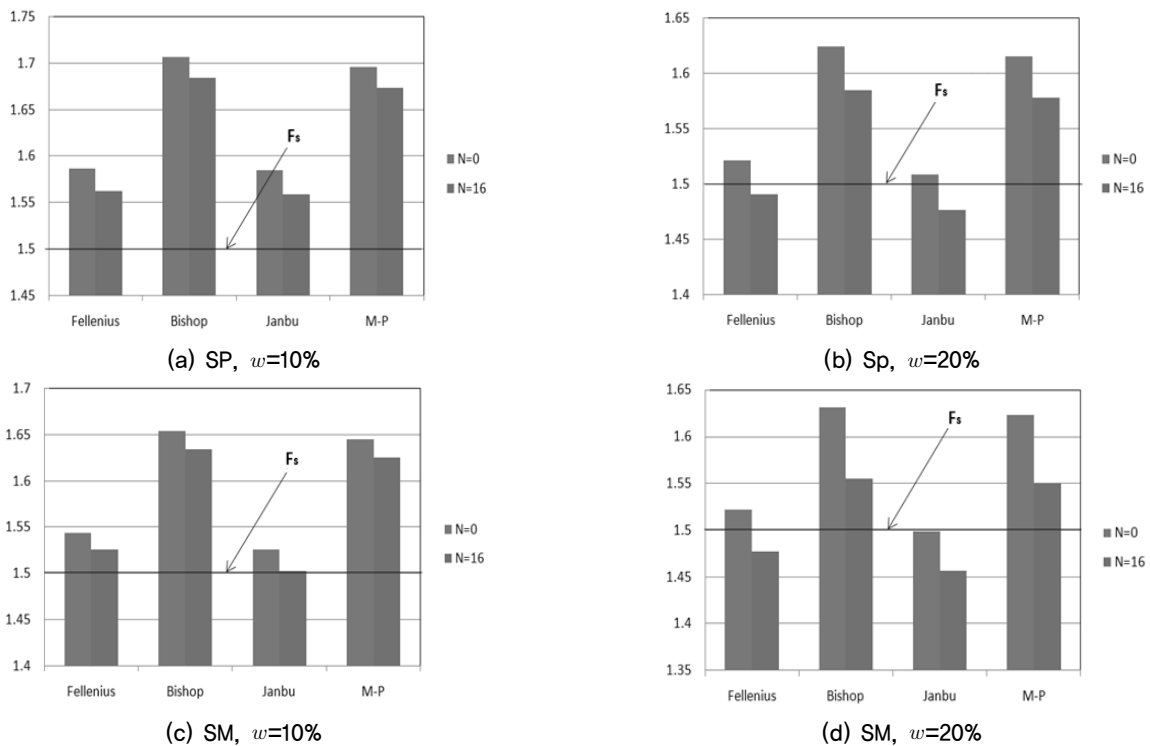 1.75
1.7
1.65
1.6
1.55
1.5
1.45
Fs
N=0
N=16
Fellenius Bishop Janbu M-P
(a) SP, w=10%
1.65
1.6
1.55
1.5
1.45
1.4
Fs
N=0
N=16
Fellenius Bishop Janbu M-P
(b) Sp, w=20%
1.7
1.65
1.6
1.55
1.5
1.45
1.4
Fs
N=0
N=16
Fellenius Bishop Janbu M-P
(c) SM, w=10%
1.65
1.6
1.55
1.5
1.45
1.4
1.35
Fs
N=0
N=16
Fellenius Bishop Janbu M-P
(d) SM, w=20%